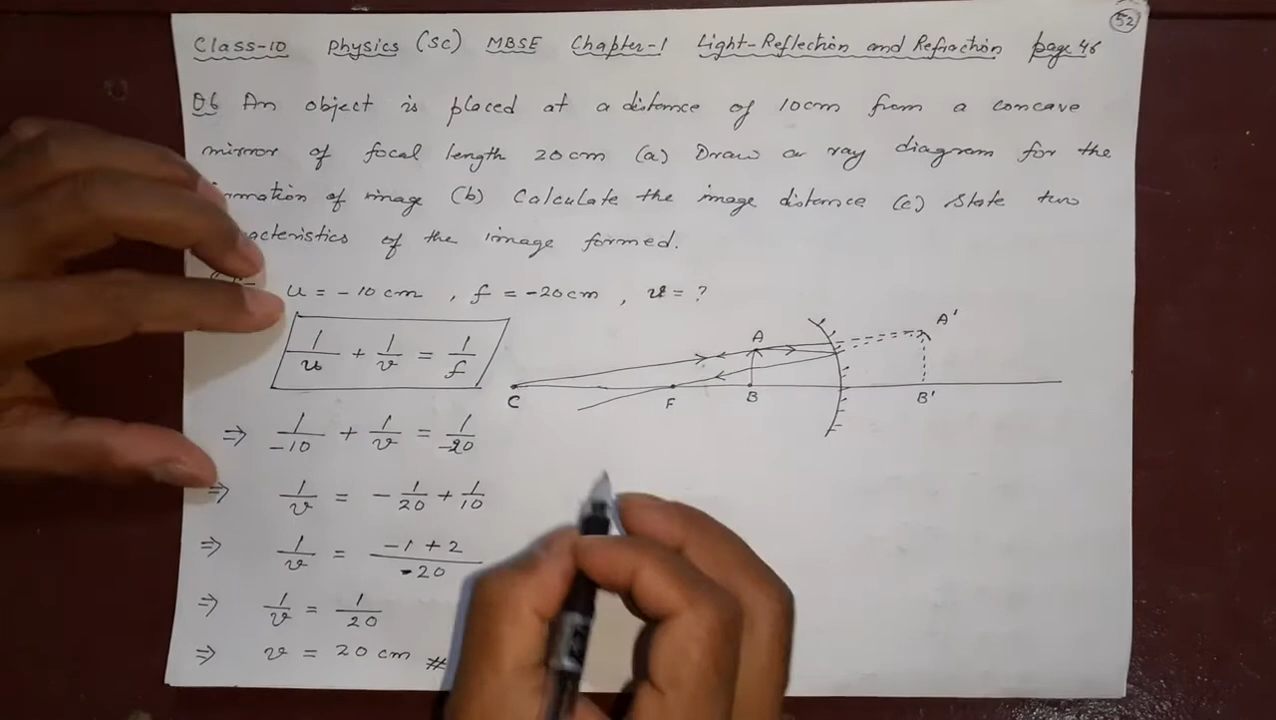 52
Class-10 Physics (SC) MBSE Chapter-1 Light-Reflection and Refraction page 46
Q6 An object is placed at a distance of 10cm from a concave
mirror of focal length 20cm (a) Draw a ray diagram for the
rmation of image (b) Calculate the image distance (c) State two
racteristics of the image formed.
u = -10 cm , f = -20cm , v = ?
1/u + 1/v = 1/f
⇒ 1/-10 + 1/v = 1/-20
⇒ 1/v = -1/20 + 1/10
⇒ 1/v = -1+2/20
⇒ 1/v = 1/20
⇒ v = 20 cm #
A A'
C F B B'